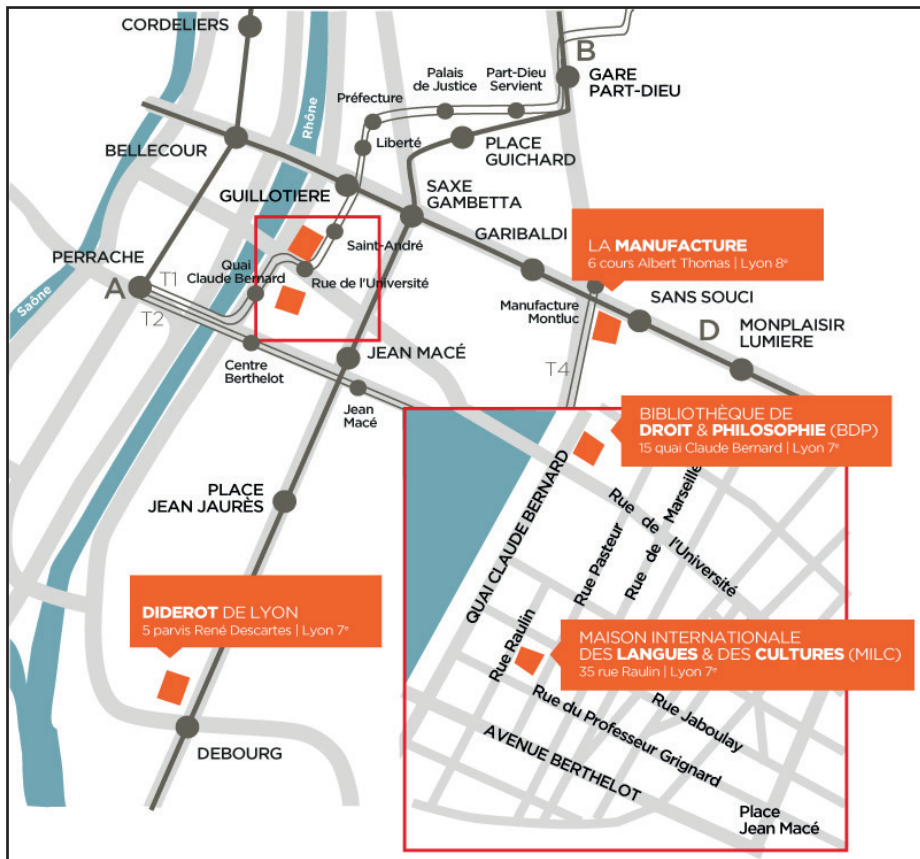 CORDELIERS
B
GARE
PART-DIEU
Palais
de Justice
Part-Dieu
Servient
Préfecture
Rhône
Liberté
PLACE
GUICHARD
BELLECOUR
GUILLOTIERE
SAXE
GAMBETTA
Saint-André
GARIBALDI
LA MANUFACTURE
6 cours Albert Thomas | Lyon 8e
PERRACHE
A
T1
T2
Quai
Claude Bernard
Rue de l'Université
Saône
Manufacture
Montluc
SANS SOUCI
D
MONPLAISIR
LUMIERE
T4
Centre
Berthelot
JEAN MACÉ
Jean
Macé
BIBLIOTHÈQUE DE
DROIT & PHILOSOPHIE (BDP)
15 quai Claude Bernard | Lyon 7e
PLACE
JEAN JAURÈS
QUAI CLAUDE BERNARD
Rue Pasteur
Rue de Marseille
Rue de l'Université
DIDEROT DE LYON
5 parvis René Descartes | Lyon 7e
Rue Raulin
MAISON INTERNATIONALE
DES LANGUES & DES CULTURES (MILC)
35 rue Raulin | Lyon 7e
Rue Jaboulay
Rue du Professeur Grignard
AVENUE BERTHELOT
DEBOURG
Place
Jean Macé